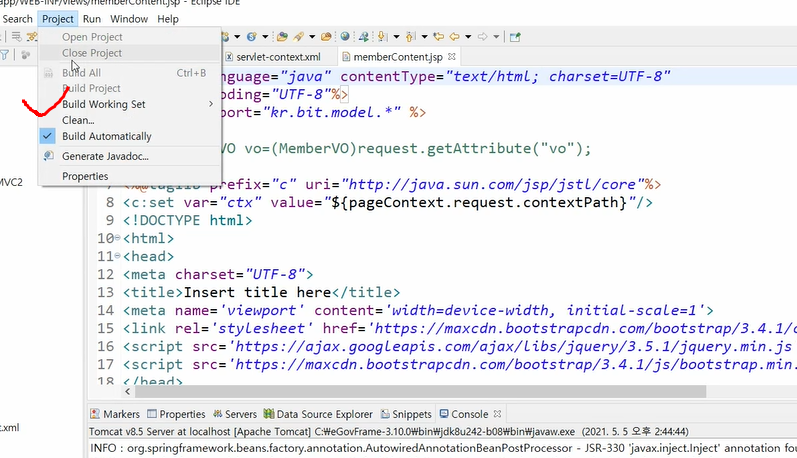 app/WEB-INF/views/memberContent.jsp - Eclipse IDE
Search Project Run Window Help
Open Project
Close Project
Build All Ctrl+B
Build Project
Build Working Set
Clean...
Build Automatically
Generate Javadoc...
Properties
MVC2
t.xml
servlet-context.xml memberContent.jsp
nguage="java" contentType="text/html; charset=UTF-8"
oding="UTF-8"%>
port="kr.bit.model.*" %>
VO vo=(MemberVO)request.getAttribute("vo");
7 <%@taglib prefix="c" uri="http://java.sun.com/jsp/jstl/core"%>
8 <c:set var="ctx" value="${pageContext.request.contextPath}"/>
9 <!DOCTYPE html>
10 <html>
11 <head>
12 <meta charset="UTF-8">
13 <title>Insert title here</title>
14 <meta name='viewport' content='width=device-width, initial-scale=1'>
15 <link rel='stylesheet' href='https://maxcdn.bootstrapcdn.com/bootstrap/3.4.1/c
16 <script src='https://ajax.googleapis.com/ajax/libs/jquery/3.5.1/jquery.min.js
17 <script src='https://maxcdn.bootstrapcdn.com/bootstrap/3.4.1/js/bootstrap.min.
18 </head>
Markers Properties Servers Data Source Explorer Snippets Console
Tomcat v8.5 Server at localhost [Apache Tomcat] C:₩eGovFrame-3.10.0₩bin₩jdk8u242-b08₩bin₩javaw.exe (2021. 5. 5 오후 2:44:44)
INFO : org.springframework.beans.factory.annotation.AutowiredAnnotationBeanPostProcessor - JSR-330 'javax.inject.Inject' annotation fou